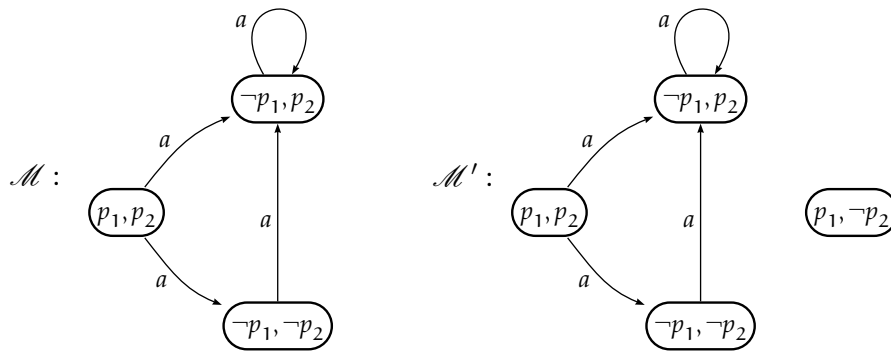 a a
¬p₁, p₂ ¬p₁, p₂
a a
ℳ : ℳ' :
p₁, p₂ a p₁, p₂ a p₁, ¬p₂
a a
¬p₁, ¬p₂ ¬p₁, ¬p₂